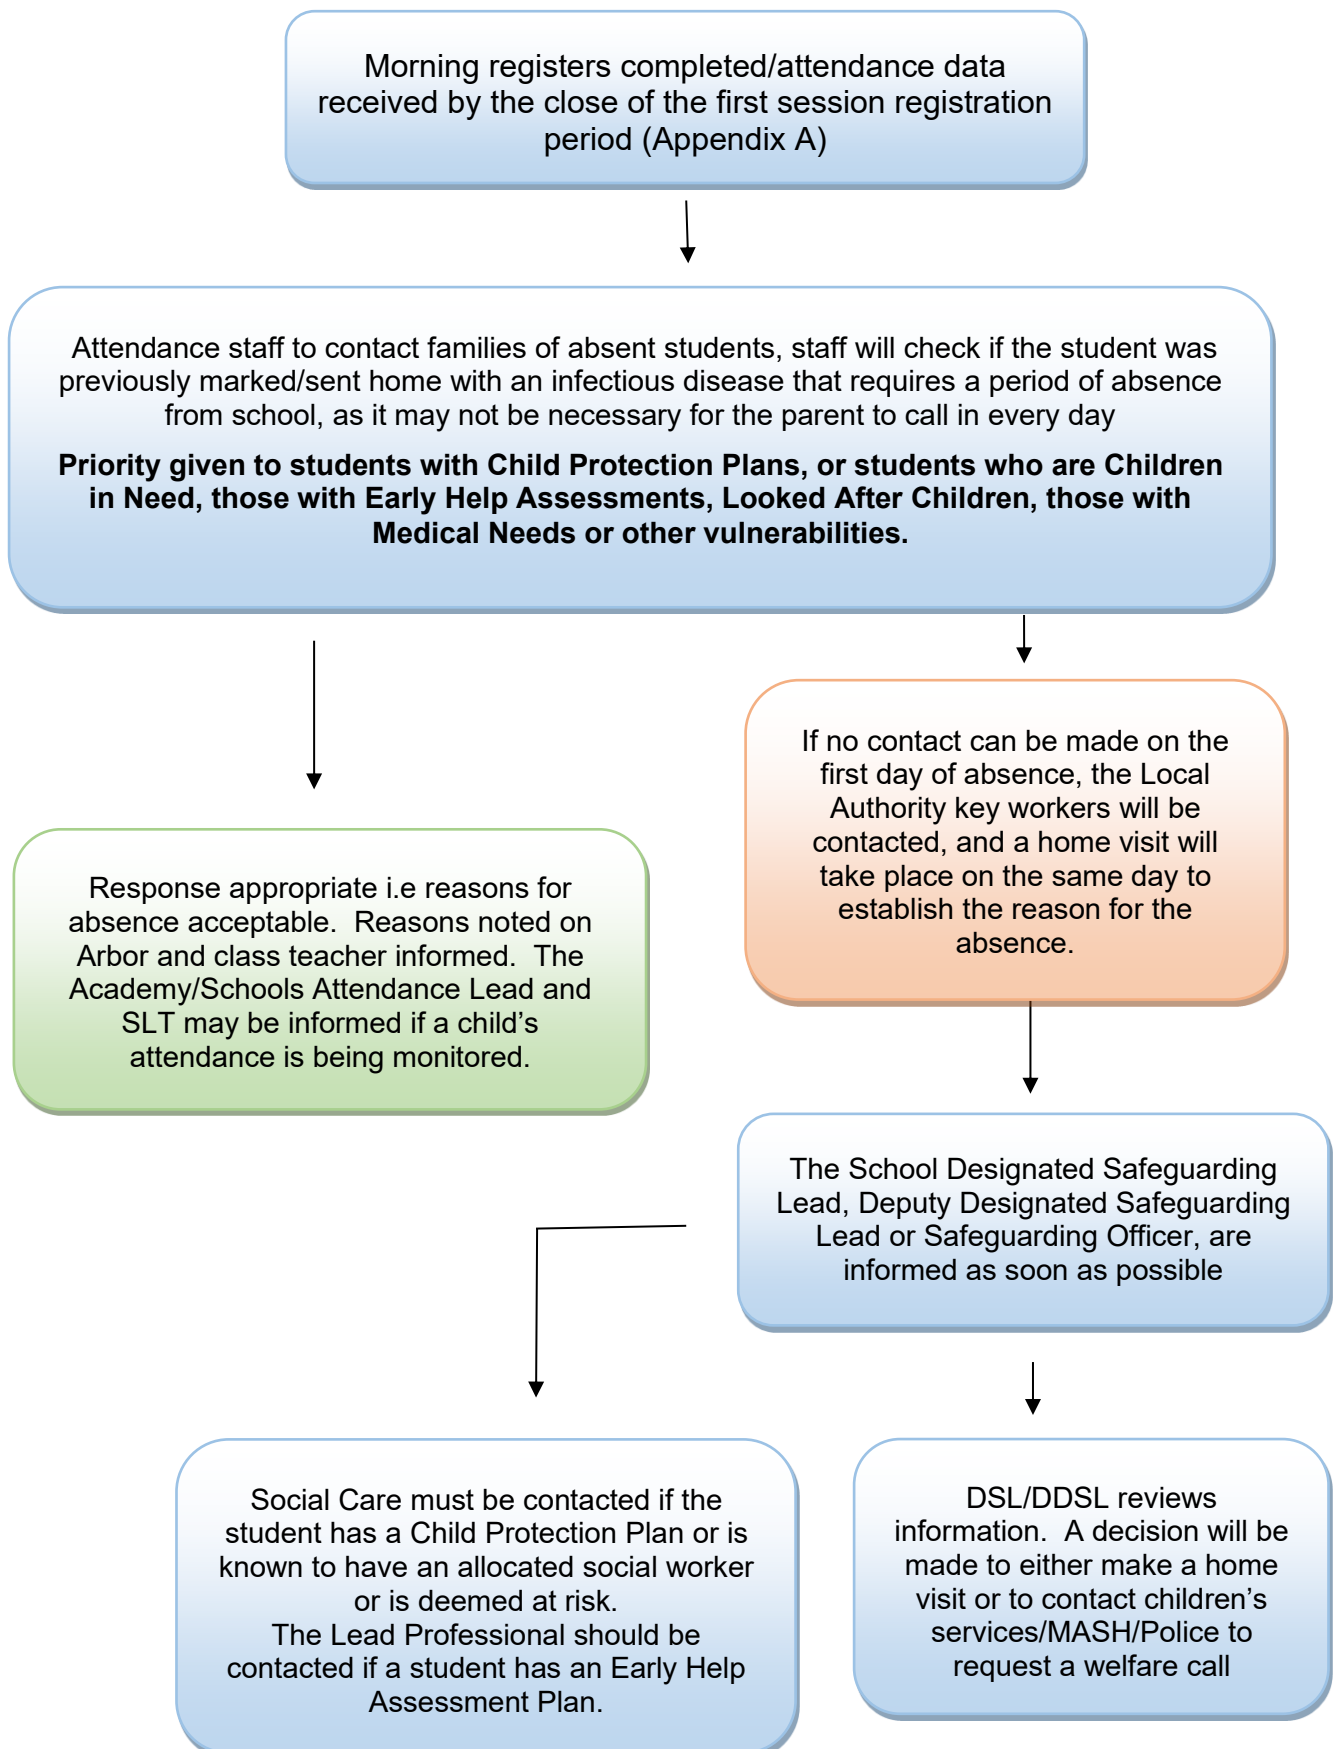 Morning registers completed/attendance data
received by the close of the first session registration
period (Appendix A)
Attendance staff to contact families of absent students, staff will check if the student was
previously marked/sent home with an infectious disease that requires a period of absence
from school, as it may not be necessary for the parent to call in every day
Priority given to students with Child Protection Plans, or students who are Children
in Need, those with Early Help Assessments, Looked After Children, those with
Medical Needs or other vulnerabilities.
If no contact can be made on the
first day of absence, the Local
Authority key workers will be
contacted, and a home visit will
take place on the same day to
establish the reason for the
absence.
Response appropriate i.e reasons for
absence acceptable.  Reasons noted on
Arbor and class teacher informed.  The
Academy/Schools Attendance Lead and
SLT may be informed if a child’s
attendance is being monitored.
The School Designated Safeguarding
Lead, Deputy Designated Safeguarding
Lead or Safeguarding Officer, are
informed as soon as possible
Social Care must be contacted if the
student has a Child Protection Plan or is
known to have an allocated social worker
or is deemed at risk.
The Lead Professional should be
contacted if a student has an Early Help
Assessment Plan.
DSL/DDSL reviews
information.  A decision will be
made to either make a home
visit or to contact children’s
services/MASH/Police to
request a welfare call